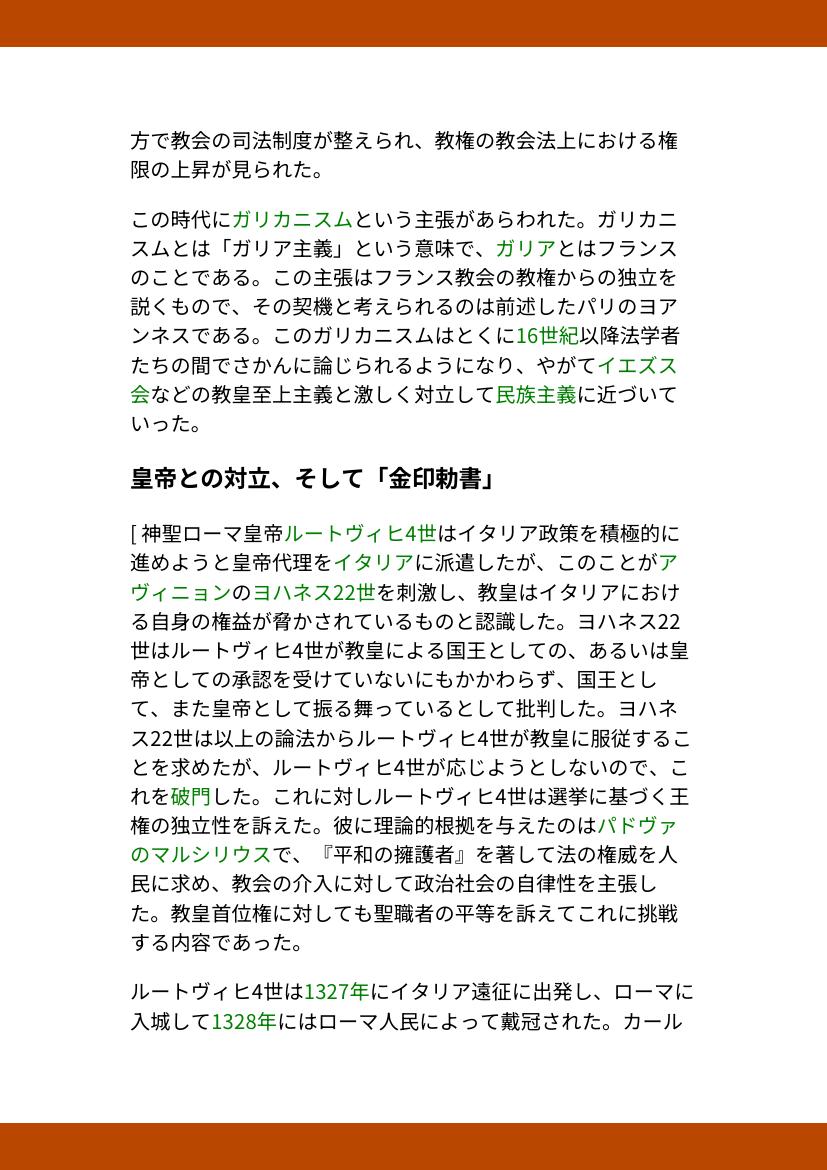 方で教会の司法制度が整えられ、教権の教会法上における権
限の上昇が見られた。
この時代にガリカニスムという主張があらわれた。ガリカニ
スムとは「ガリア主義」という意味で、ガリアとはフランス
のことである。この主張はフランス教会の教権からの独立を
説くもので、その契機と考えられるのは前述したパリのヨア
ンネスである。このガリカニスムはとくに16世紀以降法学者
たちの間でさかんに論じられるようになり、やがてイエズス
会などの教皇至上主義と激しく対立して民族主義に近づいて
いった。
皇帝との対立、そして「金印勅書」
[ 神聖ローマ皇帝ルートヴィヒ4世はイタリア政策を積極的に
進めようと皇帝代理をイタリアに派遣したが、このことがア
ヴィニョンのヨハネス22世を刺激し、教皇はイタリアにおけ
る自身の権益が脅かされているものと認識した。ヨハネス22
世はルートヴィヒ4世が教皇による国王としての、あるいは皇
帝としての承認を受けていないにもかかわらず、国王とし
て、また皇帝として振る舞っているとして批判した。ヨハネ
ス22世は以上の論法からルートヴィヒ4世が教皇に服従するこ
とを求めたが、ルートヴィヒ4世が応じようとしないので、こ
れを破門した。これに対しルートヴィヒ4世は選挙に基づく王
権の独立性を訴えた。彼に理論的根拠を与えたのはパドヴァ
のマルシリウスで、『平和の擁護者』を著して法の権威を人
民に求め、教会の介入に対して政治社会の自律性を主張し
た。教皇首位権に対しても聖職者の平等を訴えてこれに挑戦
する内容であった。
ルートヴィヒ4世は1327年にイタリア遠征に出発し、ローマに
入城して1328年にはローマ人民によって戴冠された。カール